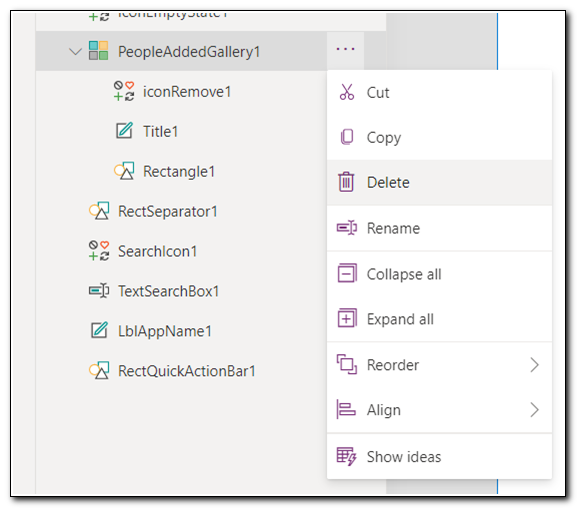 IconEmptyState1
PeopleAddedGallery1
iconRemove1
Title1
Rectangle1
RectSeparator1
SearchIcon1
TextSearchBox1
LblAppName1
RectQuickActionBar1
Cut
Copy
Delete
Rename
Collapse all
Expand all
Reorder
Align
Show ideas